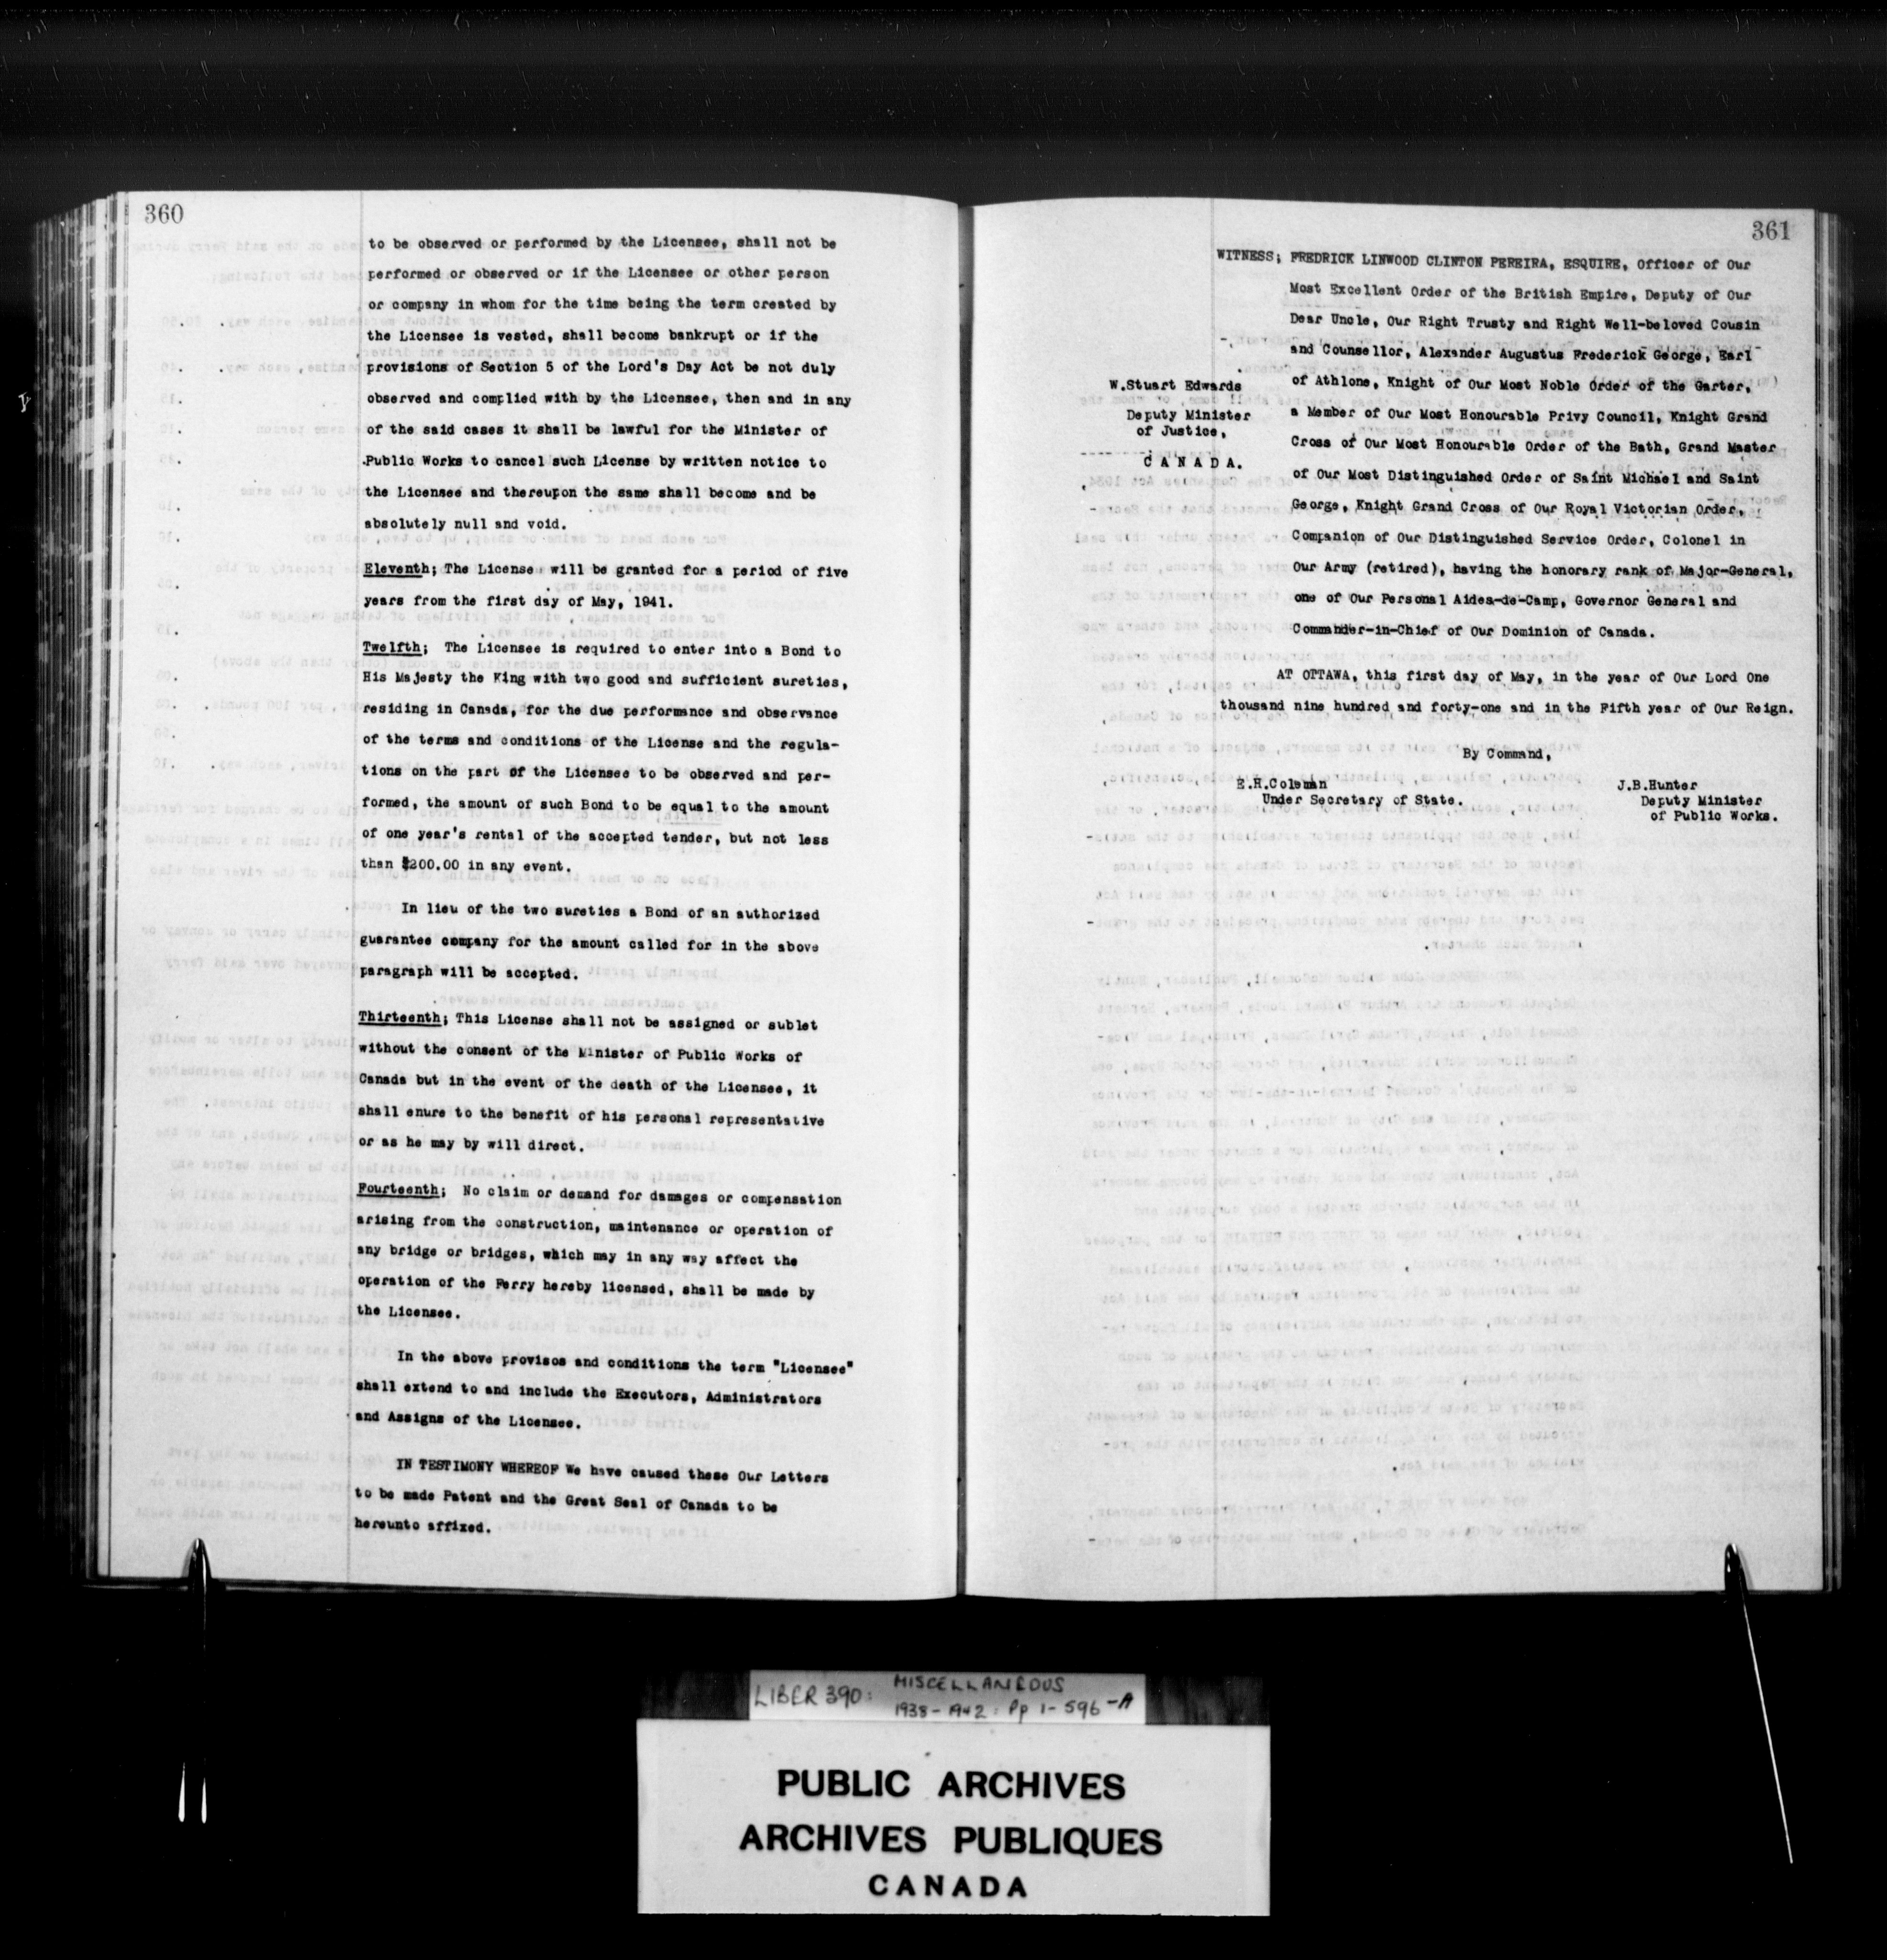 360
to be observed or performed by the Licensee, shall not be
performed or observed or if the Licensee or other person
or company in whom for the time being the term created by
the Licensee is vested, shall become bankrupt or if the
provisions of Section 5 of the Lord's Day Act be not duly
observed and complied with by the Licensee, then and in any
of the said cases it shall be lawful for the Minister of
Public Works to cancel such License by written notice to
the Licensee and thereupon the same shall become and be
absolutely null and void.
Eleventh; The License will be granted for a period of five
years from the first day of May, 1941.
Twelfth; The Licensee is required to enter into a Bond to
His Majesty the King with two good and sufficient sureties,
residing in Canada, for the due performance and observance
of the terms and conditions of the License and the regula-
tions on the part of the Licensee to be observed and per-
formed, the amount of such Bond to be equal to the amount
of one year's rental of the accepted tender, but not less
than $200.00 in any event.
In lieu of the two sureties a Bond of an authorized
guarantee company for the amount called for in the above
paragraph will be accepted.
Thirteenth; This License shall not be assigned or sublet
without the consent of the Minister of Public Works of
Canada but in the event of the death of the Licensee, it
shall enure to the benefit of his personal representative
or as he may by will direct.
Fourteenth; No claim or demand for damages or compensation
arising from the construction, maintenance or operation of
any bridge or bridges, which may in any way affect the
operation of the Ferry hereby licensed, shall be made by
the Licensee.
In the above provisos and conditions the term "Licensee"
shall extend to and include the Executors, Administrators
and Assigns of the Licensee.
IN TESTIMONY WHEREOF We have caused these Our Letters
to be made Patent and the Great Seal of Canada to be
hereunto affixed.
361
WITNESS; FREDRICK LINWOOD CLINTON PEREIRA, ESQUIRE, Officer of Our
Most Excellent Order of the British Empire, Deputy of Our
Dear Uncle, Our Right Trusty and Right Well-beloved Cousin
and Counsellor, Alexander Augustus Frederick George, Earl
of Athlone, Knight of Our Most Noble Order of the Garter,
a Member of Our Most Honourable Privy Council, Knight Grand
Cross of Our Most Honourable Order of the Bath, Grand Master
of Our Most Distinguished Order of Saint Michael and Saint
George, Knight Grand Cross of Our Royal Victorian Order,
Companion of Our Distinguished Service Order, Colonel in
Our Army (retired), having the honorary rank of Major-General,
one of Our Personal Aides-de-Camp, Governor General and
Commander-in-Chief of Our Dominion of Canada.
W.Stuart Edwards
Deputy Minister
of Justice,
C A N A D A.
AT OTTAWA, this first day of May, in the year of Our Lord One
thousand nine hundred and forty-one and in the Fifth year of Our Reign.
By Command,
E.H.Coleman
Under Secretary of State.
J.B.Hunter
Deputy Minister
of Public Works.
LIBER 390: MISCELLANEOUS
1938-1942: Pp 1-596-A
PUBLIC ARCHIVES
ARCHIVES PUBLIQUES
CANADA